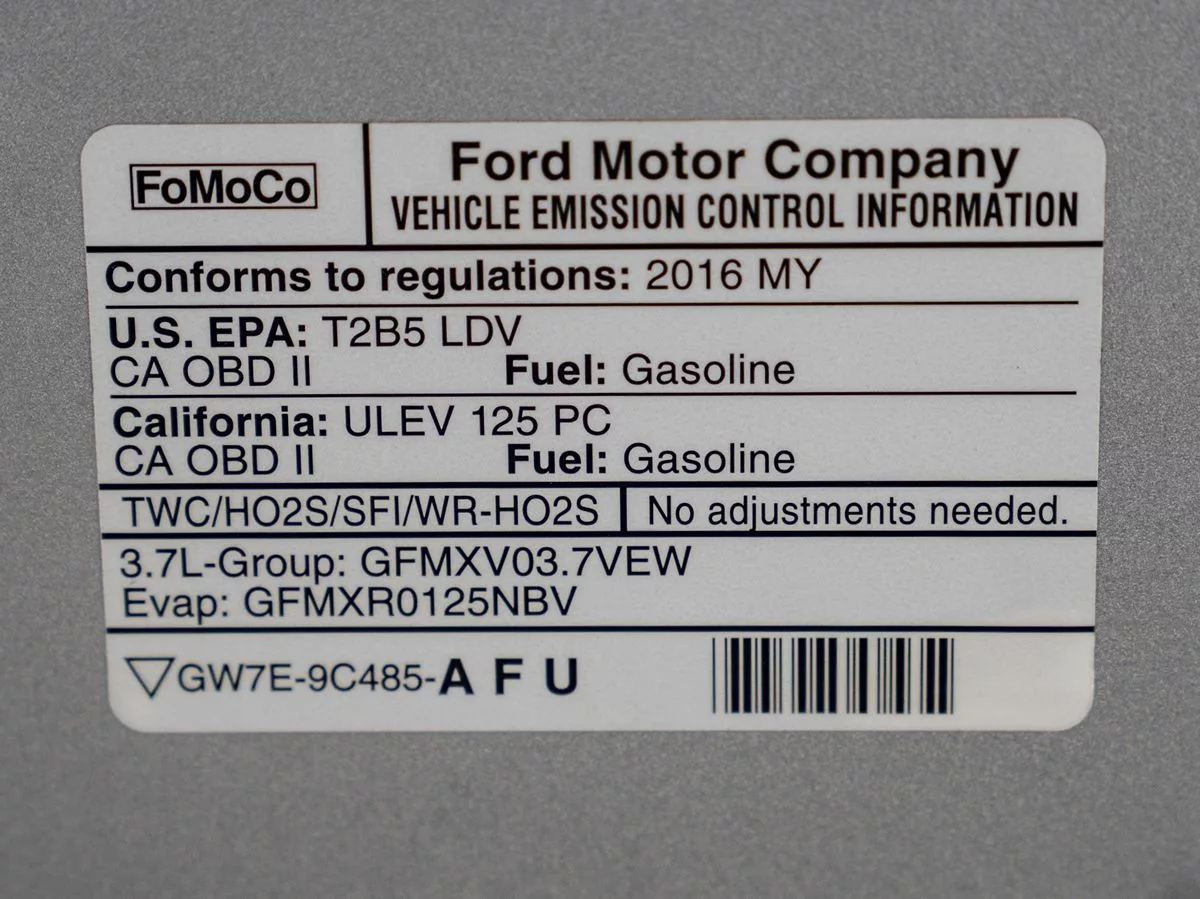 FoMoCo
Ford Motor Company
VEHICLE EMISSION CONTROL INFORMATION
Conforms to regulations: 2016 MY
U.S. EPA: T2B5 LDV
CA OBD II Fuel: Gasoline
California: ULEV 125 PC
CA OBD II Fuel: Gasoline
TWC/HO2S/SFI/WR-HO2S No adjustments needed.
3.7L-Group: GFMXV03.7VEW
Evap: GFMXR0125NBV
GW7E-9C485-A F U